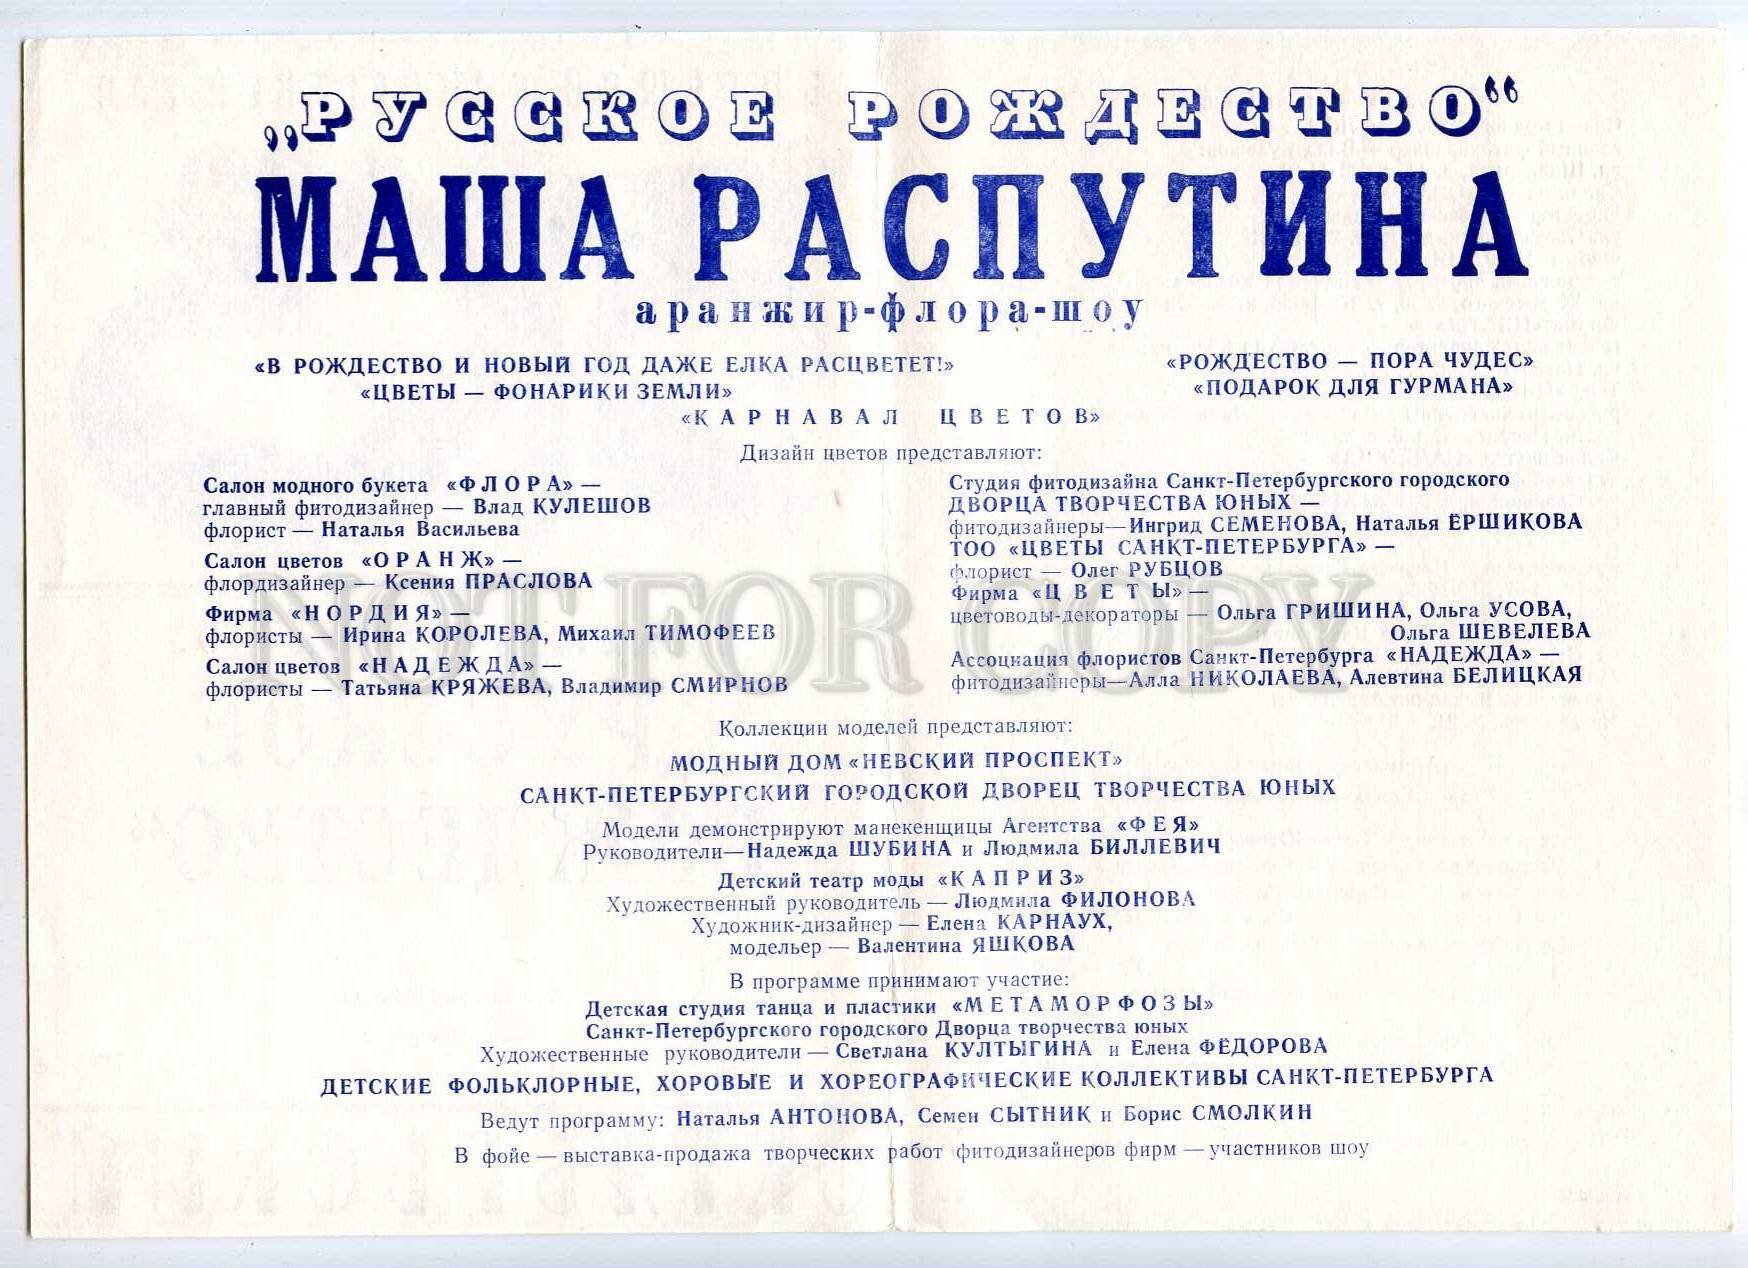 „РУССКОЕ РОЖДЕСТВО“
МАША РАСПУТИНА
аранжир-флора-шоу
«В РОЖДЕСТВО И НОВЫЙ ГОД ДАЖЕ ЕЛКА РАСЦВЕТЕТ!»
«ЦВЕТЫ — ФОНАРИКИ ЗЕМЛИ»
«РОЖДЕСТВО — ПОРА ЧУДЕС»
«ПОДАРОК ДЛЯ ГУРМАНА»
«КАРНАВАЛ ЦВЕТОВ»
Дизайн цветов представляют:
Салон модного букета «ФЛОРА» —
главный фитодизайнер — Влад КУЛЕШОВ
флорист — Наталья Васильева
Салон цветов «ОРАНЖ» —
флордизайнер — Ксения ПРАСЛОВА
Фирма «НОРДИЯ» —
флористы — Ирина КОРОЛЕВА, Михаил ТИМОФЕЕВ
Салон цветов «НАДЕЖДА» —
флористы — Татьяна КРЯЖЕВА, Владимир СМИРНОВ
Студия фитодизайна Санкт-Петербургского городского
ДВОРЦА ТВОРЧЕСТВА ЮНЫХ —
фитодизайнеры—Ингрид СЕМЕНОВА, Наталья ЁРШИКОВА
ТОО «ЦВЕТЫ САНКТ-ПЕТЕРБУРГА» —
флорист — Олег РУБЦОВ
Фирма «ЦВЕТЫ» —
цветоводы-декораторы — Ольга ГРИШИНА, Ольга УСОВА,
Ольга ШЕВЕЛЕВА
Ассоциация флористов Санкт-Петербурга «НАДЕЖДА» —
фитодизайнеры—Алла НИКОЛАЕВА, Алевтина БЕЛИЦКАЯ
NOT FOR COPY
Коллекции моделей представляют:
МОДНЫЙ ДОМ «НЕВСКИЙ ПРОСПЕКТ»
САНКТ-ПЕТЕРБУРГСКИЙ ГОРОДСКОЙ ДВОРЕЦ ТВОРЧЕСТВА ЮНЫХ
Модели демонстрируют манекенщицы Агентства «ФЕЯ»
Руководители—Надежда ШУБИНА и Людмила БИЛЛЕВИЧ
Детский театр моды «КАПРИЗ»
Художественный руководитель — Людмила ФИЛОНОВА
Художник-дизайнер — Елена КАРНАУХ,
модельер — Валентина ЯШКОВА
В программе принимают участие:
Детская студия танца и пластики «МЕТАМОРФОЗЫ»
Санкт-Петербургского городского Дворца творчества юных
Художественные руководители — Светлана КУЛТЫГИНА и Елена ФЁДОРОВА
ДЕТСКИЕ ФОЛЬКЛОРНЫЕ, ХОРОВЫЕ И ХОРЕОГРАФИЧЕСКИЕ КОЛЛЕКТИВЫ САНКТ-ПЕТЕРБУРГА
Ведут программу: Наталья АНТОНОВА, Семен СЫТНИК и Борис СМОЛКИН
В фойе — выставка-продажа творческих работ фитодизайнеров фирм — участников шоу